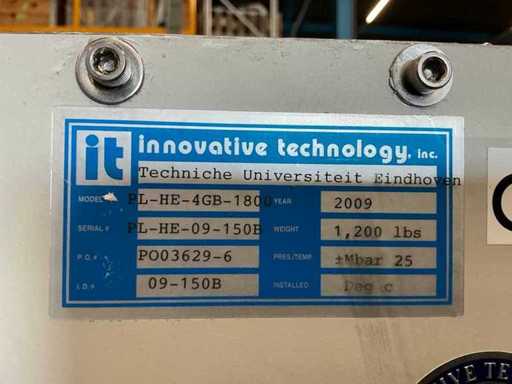 it innovative technology, inc.
Techniche Universiteit Eindhoven
MODEL PL-HE-4GB-1800 YEAR 2009
SERIAL # PL-HE-09-150B WEIGHT 1,200 lbs
P.O.# PO03629-6 PRES/TEMP. ±Mbar 25
I.D.# 09-150B INSTALLED Deg c